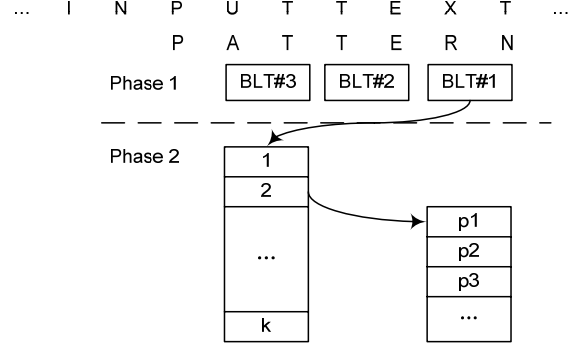 ... I N P U T T E X T ...
P A T T E R N
Phase 1 BLT#3 BLT#2 BLT#1
Phase 2
1
2
...
k
p1
p2
p3
...